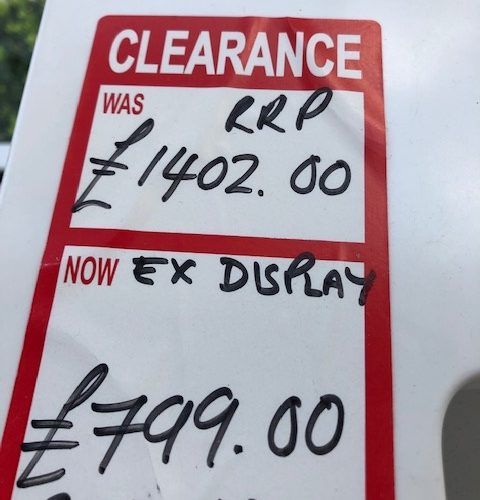 CLEARANCE
WAS RRP
£1402.00
NOW EX DISPLAY
£799.00